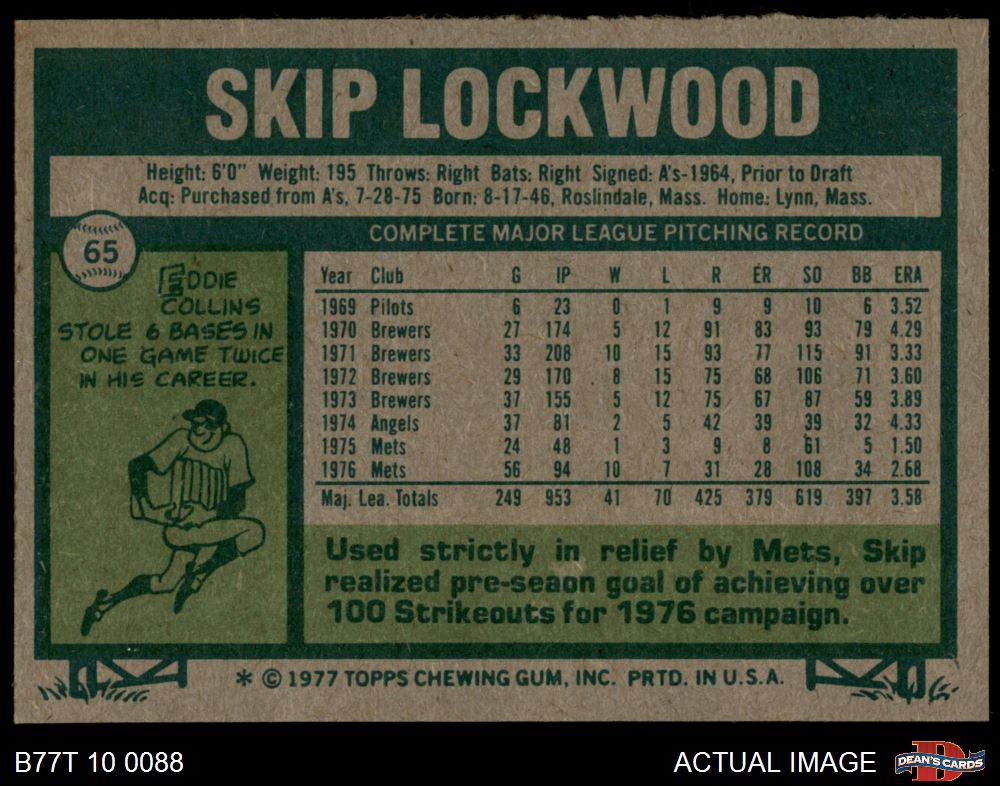 SKIP LOCKWOOD
Height: 6'0" Weight: 195 Throws: Right Bats: Right Signed: A's-1964, Prior to Draft
Acq: Purchased from A's, 7-28-75 Born: 8-17-46, Roslindale, Mass. Home: Lynn, Mass.
65
EDDIE
COLLINS
STOLE 6 BASES IN
ONE GAME TWICE
IN HIS CAREER.
COMPLETE MAJOR LEAGUE PITCHING RECORD
Year Club G IP W L R ER SO BB ERA
1969 Pilots 6 23 0 1 9 9 10 6 3.52
1970 Brewers 27 174 5 12 91 83 93 79 4.29
1971 Brewers 33 208 10 15 93 77 115 91 3.33
1972 Brewers 29 170 8 15 75 68 106 71 3.60
1973 Brewers 37 155 5 12 75 67 87 59 3.89
1974 Angels 37 81 2 5 42 39 39 32 4.33
1975 Mets 24 48 1 3 9 8 61 5 1.50
1976 Mets 56 94 10 7 31 28 108 34 2.68
Maj. Lea. Totals 249 953 41 70 425 379 619 397 3.58
Used strictly in relief by Mets, Skip
realized pre-seaon goal of achieving over
100 Strikeouts for 1976 campaign.
* © 1977 TOPPS CHEWING GUM, INC. PRTD. IN U.S.A.
B77T 10 0088
ACTUAL IMAGE
DEAN'S CARDS